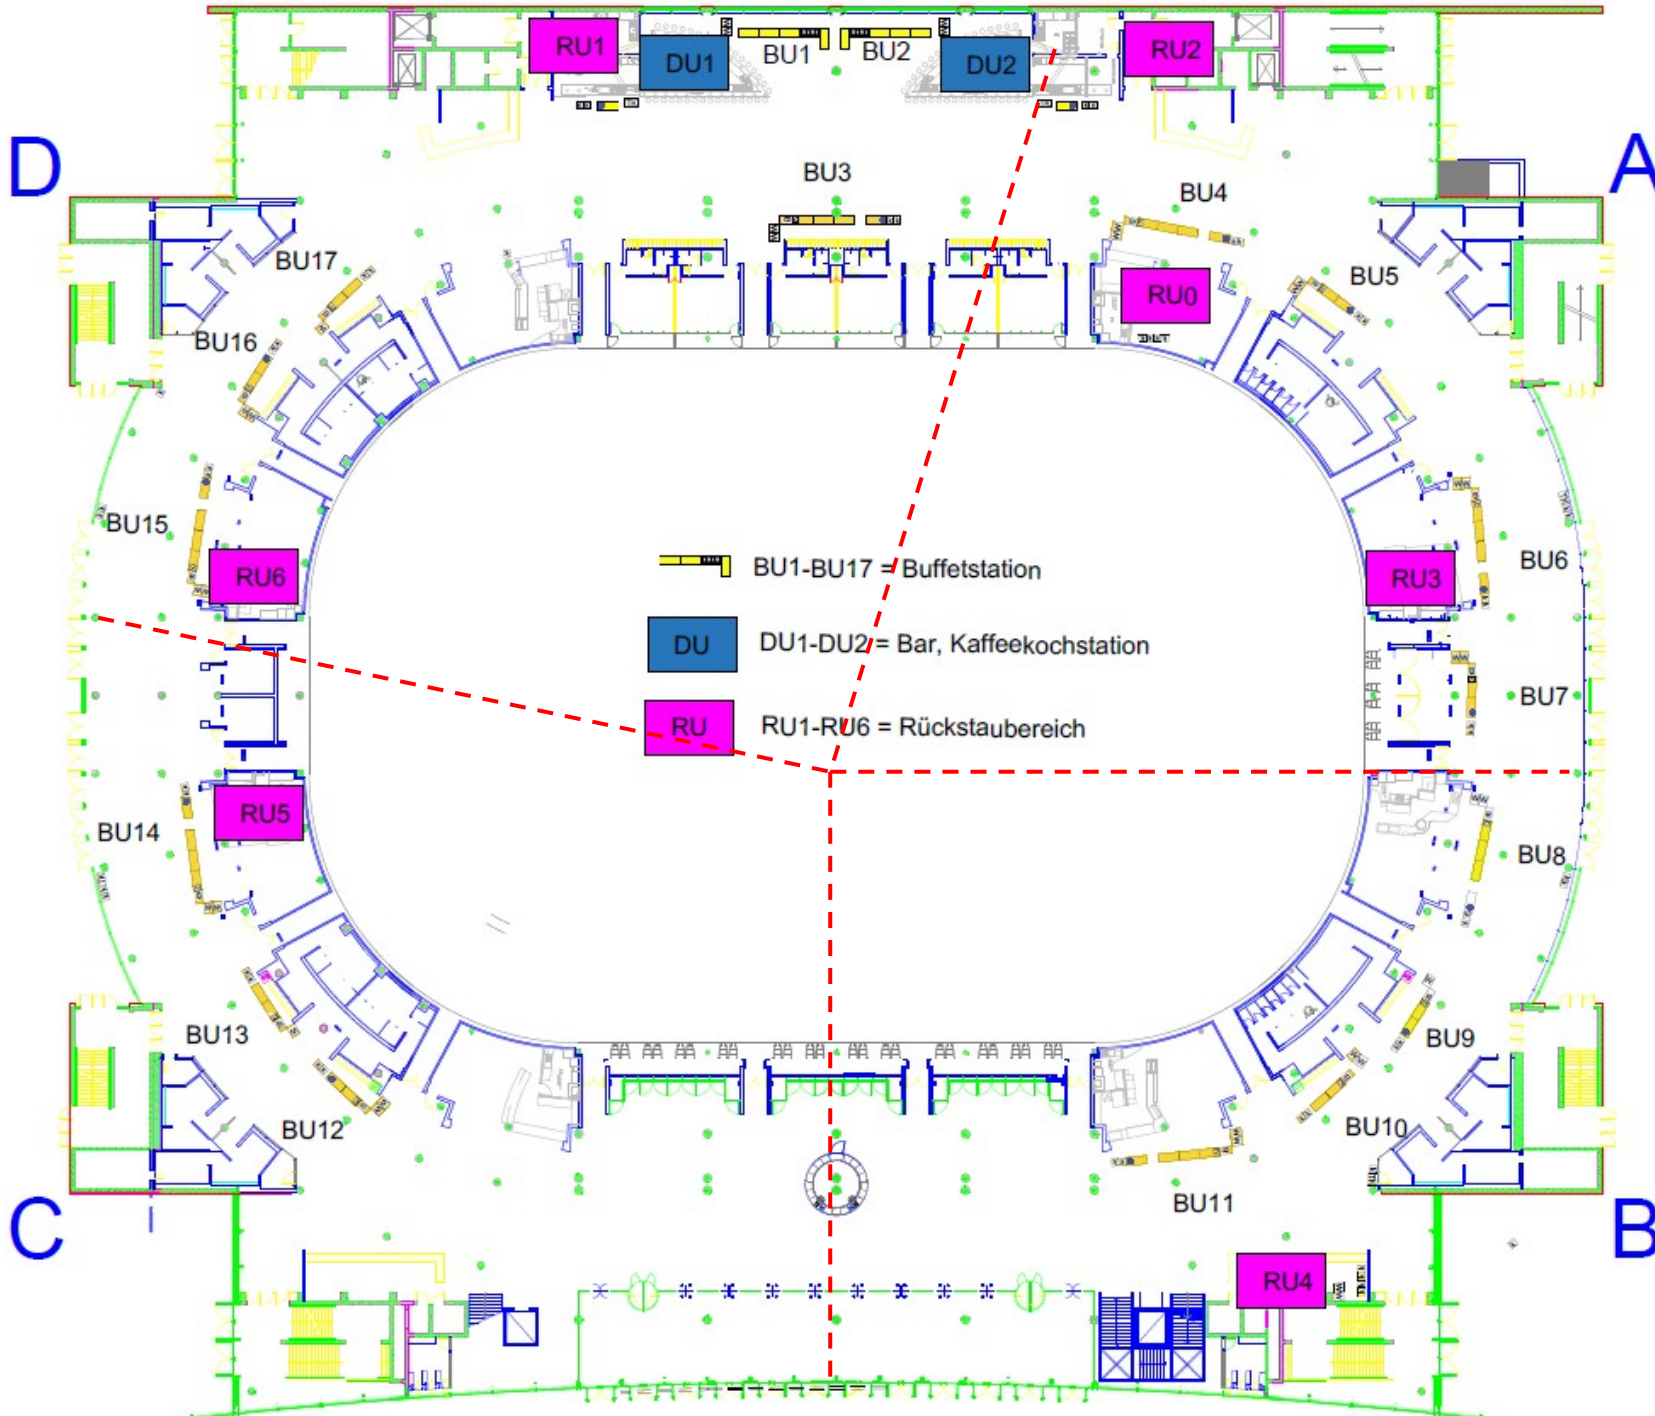 RU1
DU1
BU1
BU2
DU2
RU2
D
A
BU3
BU4
BU17
BU5
RU0
BU16
BU15
BU6
RU6
RU3
BU1-BU17 = Buffetstation
DU
DU1-DU2 = Bar, Kaffeekochstation
BU7
RU
RU1-RU6 = Rückstaubereich
RU5
BU14
BU8
BU13
BU9
BU12
BU10
BU11
C
B
RU4